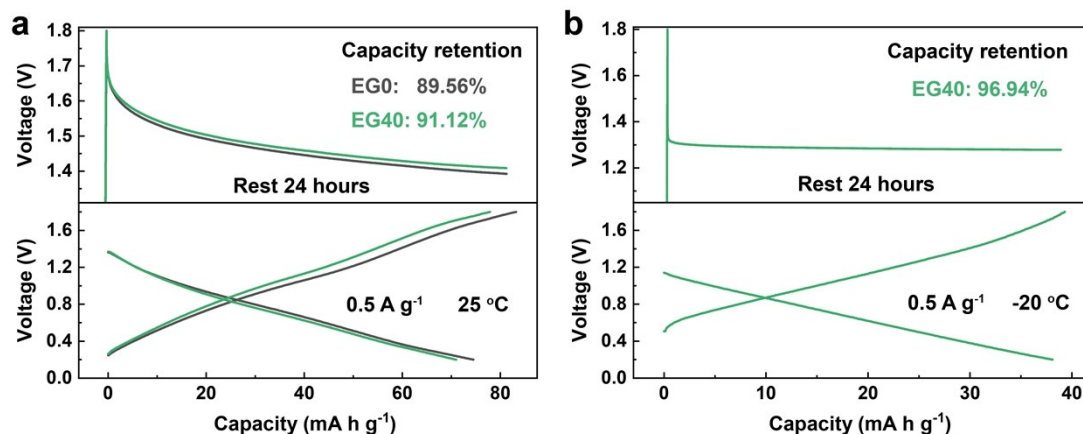 a
Voltage (V)
1.8
1.7
1.6
1.5
1.4
Capacity retention
EG0: 89.56%
EG40: 91.12%
Rest 24 hours
Voltage (V)
1.6
1.2
0.8
0.4
0.0
0.5 A g⁻¹ 25 °C
0 20 40 60 80
Capacity (mA h g⁻¹)
b
Voltage (V)
1.8
1.6
1.4
1.2
Capacity retention
EG40: 96.94%
Rest 24 hours
Voltage (V)
1.6
1.2
0.8
0.4
0.0
0.5 A g⁻¹ -20 °C
0 10 20 30 40
Capacity (mA h g⁻¹)